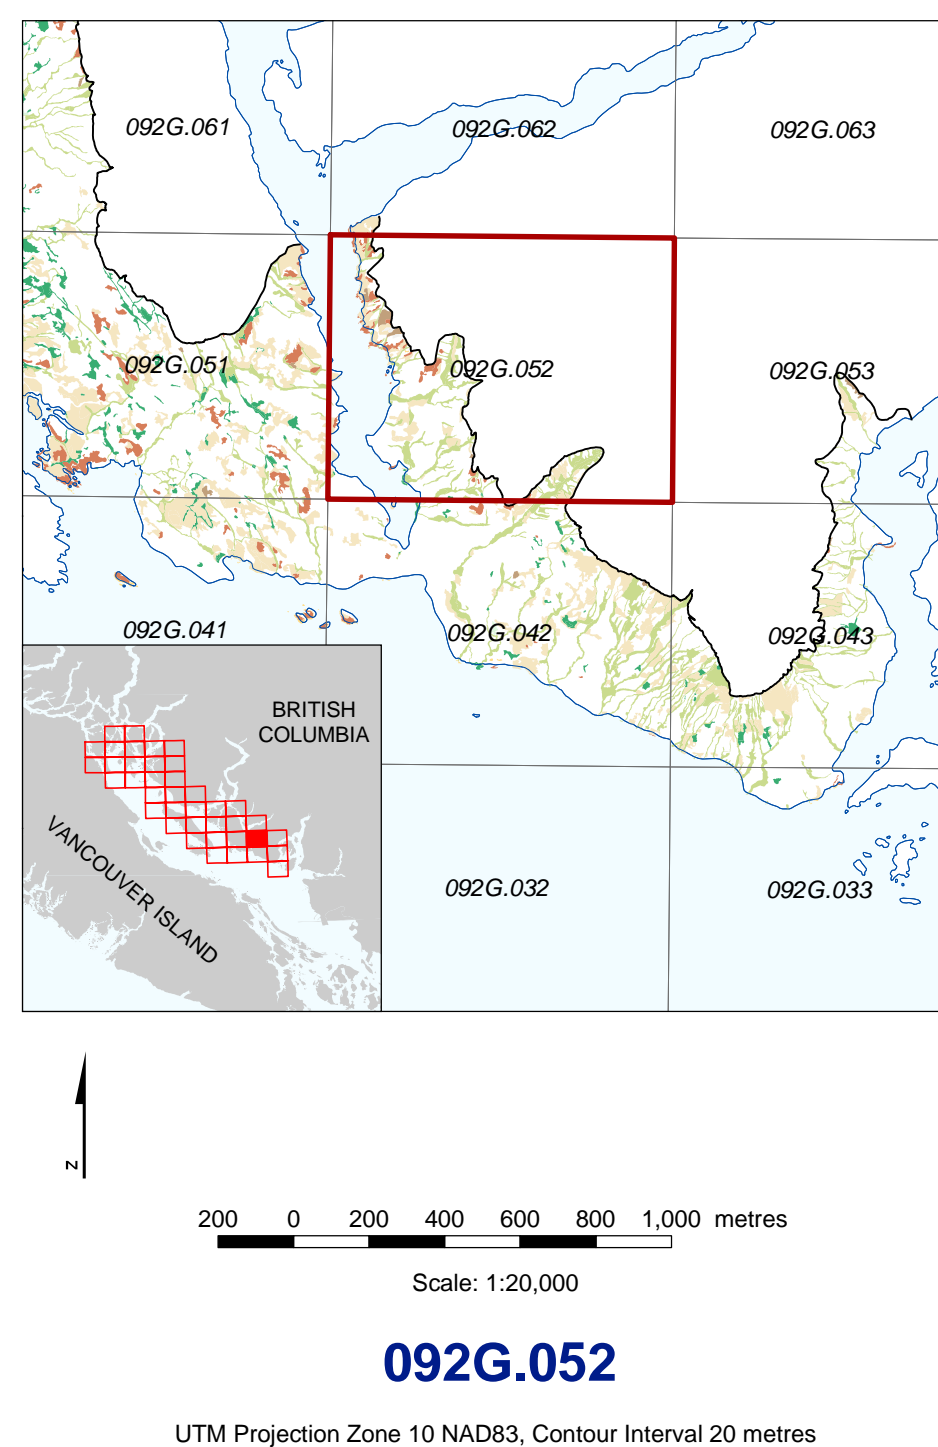 092G.061
092G.062
092G.063
092G.051
092G.052
092G.053
092G.041
092G.042
092G.043
BRITISH
COLUMBIA
VANCOUVER ISLAND
092G.032
092G.033
N
200 0 200 400 600 800 1,000 metres
Scale: 1:20,000
092G.052
UTM Projection Zone 10 NAD83, Contour Interval 20 metres